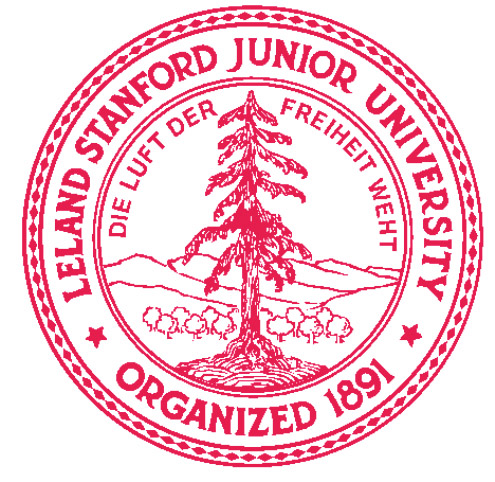 LELAND STANFORD JUNIOR UNIVERSITY
ORGANIZED 1891
DIE LUFT DER FREIHEIT WEHT